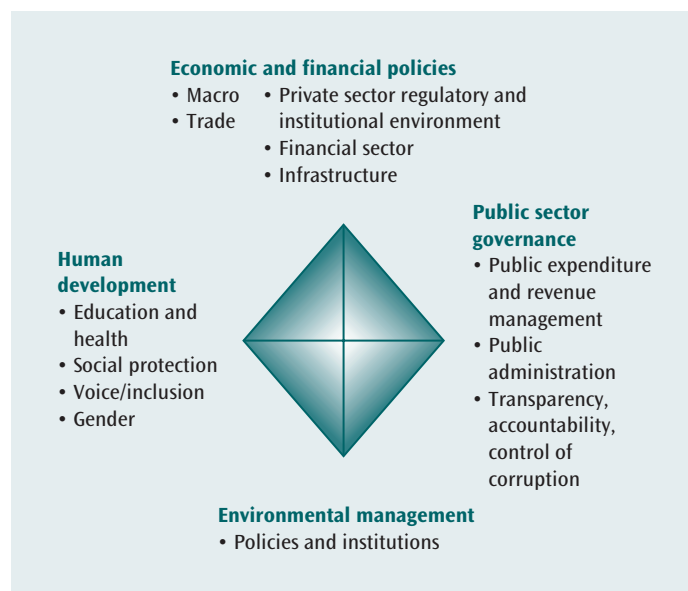 Economic and financial policies
• Macro
• Trade
• Private sector regulatory and
institutional environment
• Financial sector
• Infrastructure
Human
development
• Education and
health
• Social protection
• Voice/inclusion
• Gender
Public sector
governance
• Public expenditure
and revenue
management
• Public
administration
• Transparency,
accountability,
control of
corruption
Environmental management
• Policies and institutions